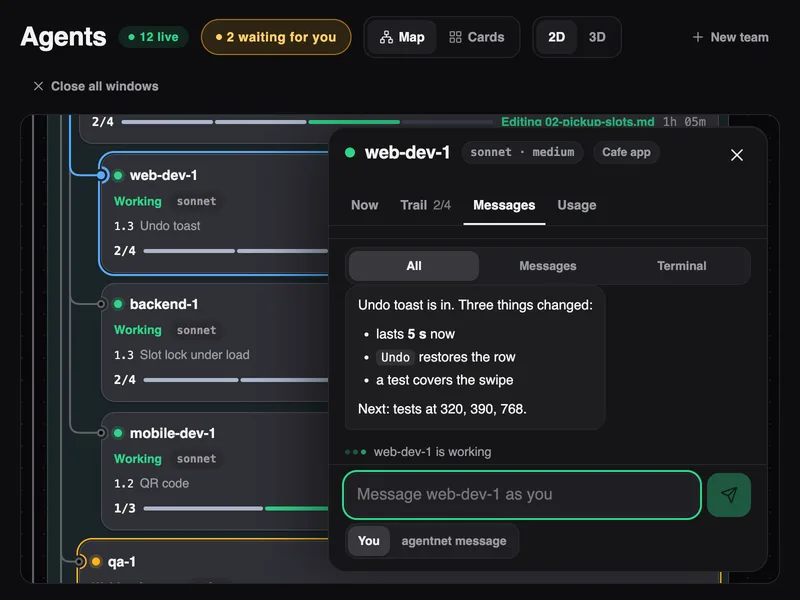 Agents
12 live
2 waiting for you
Map
Cards
2D
3D
New team
Close all windows
2/4
Editing 02-pickup-slots.md 1h 05m
web-dev-1
Working sonnet
1.3 Undo toast
2/4
backend-1
Working sonnet
1.3 Slot lock under load
2/4
mobile-dev-1
Working sonnet
1.2 QR code
1/3
qa-1
web-dev-1
sonnet · medium
Cafe app
Now
Trail 2/4
Messages
Usage
All
Messages
Terminal
Undo toast is in. Three things changed:
• lasts 5 s now
• Undo restores the row
• a test covers the swipe
Next: tests at 320, 390, 768.
web-dev-1 is working
Message web-dev-1 as you
You
agentnet message